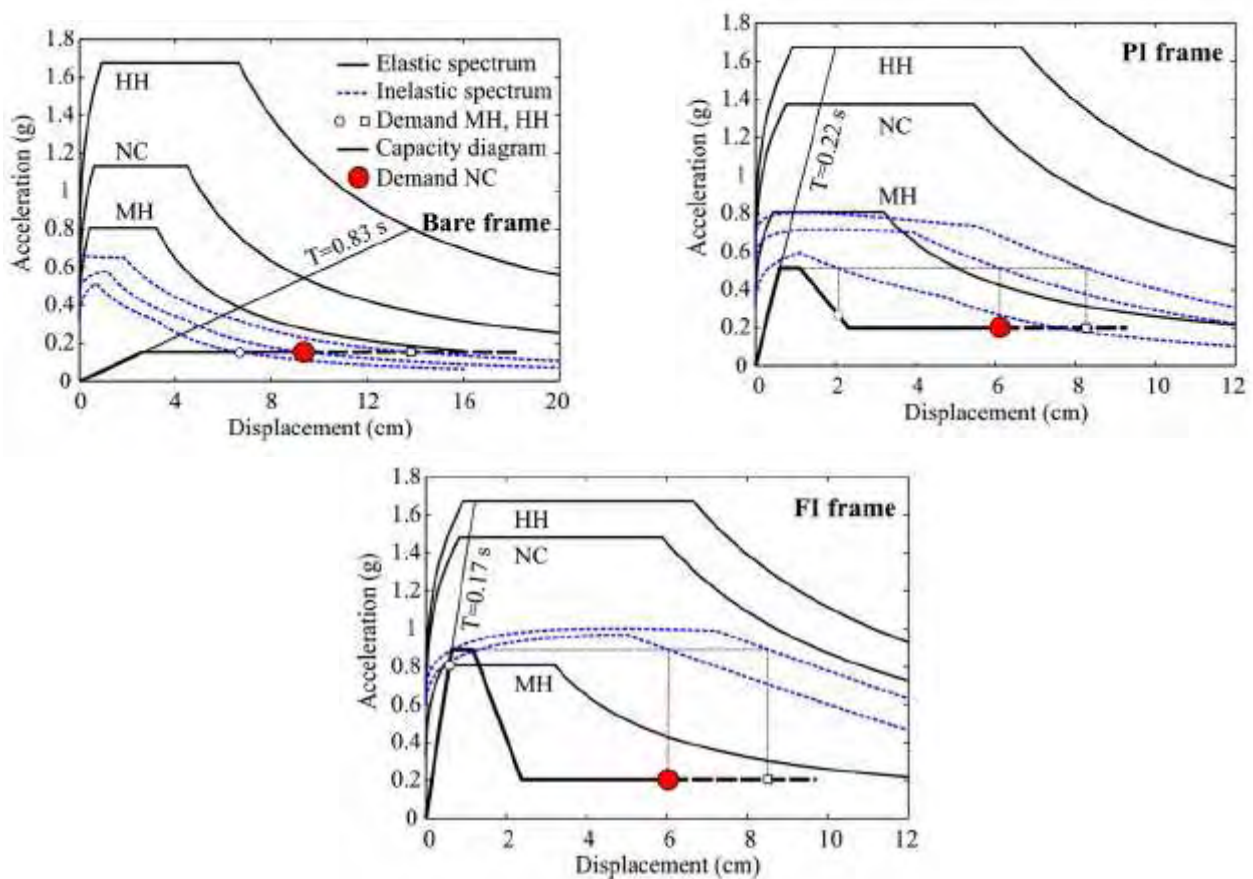 1.8
1.6
1.4
1.2
1
0.8
0.6
0.4
0.2
0
Acceleration (g)
HH
NC
MH
Elastic spectrum
Inelastic spectrum
Demand MH, HH
Capacity diagram
Demand NC
Bare frame
T=0.83 s
0 4 8 12 16 20
Displacement (cm)
1.8
1.6
1.4
1.2
1
0.8
0.6
0.4
0.2
0
Acceleration (g)
PI frame
HH
NC
MH
T=0.22 s
0 2 4 6 8 10 12
Displacement (cm)
1.8
1.6
1.4
1.2
1
0.8
0.6
0.4
0.2
0
Acceleration (g)
FI frame
HH
NC
MH
T=0.17 s
0 2 4 6 8 10 12
Displacement (cm)